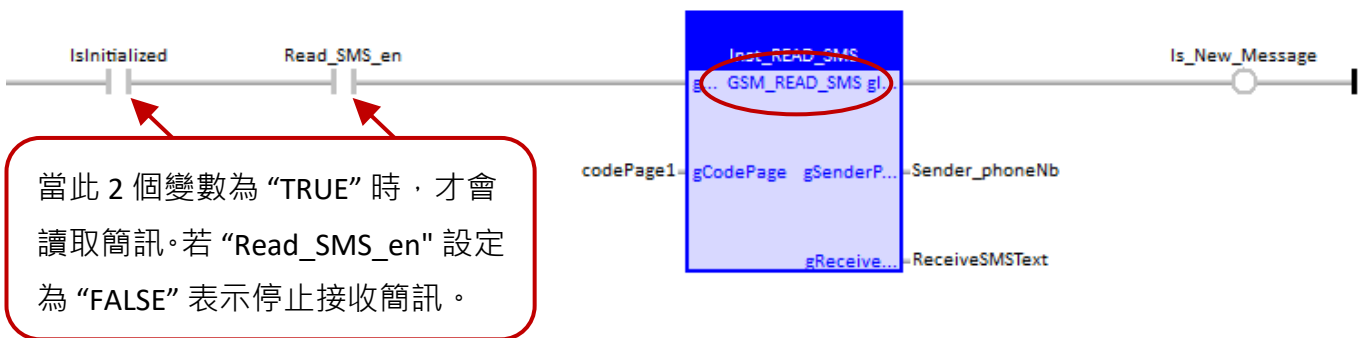 IsInitialized Read_SMS_en Inst_READ_SMS Is_New_Message
g... GSM_READ_SMS gI...
codePage1 gCodePage gSenderP... Sender_phoneNb
gReceive... ReceiveSMSText
當此 2 個變數為 “TRUE” 時，才會
讀取簡訊。若 “Read_SMS_en" 設定
為 “FALSE” 表示停止接收簡訊。